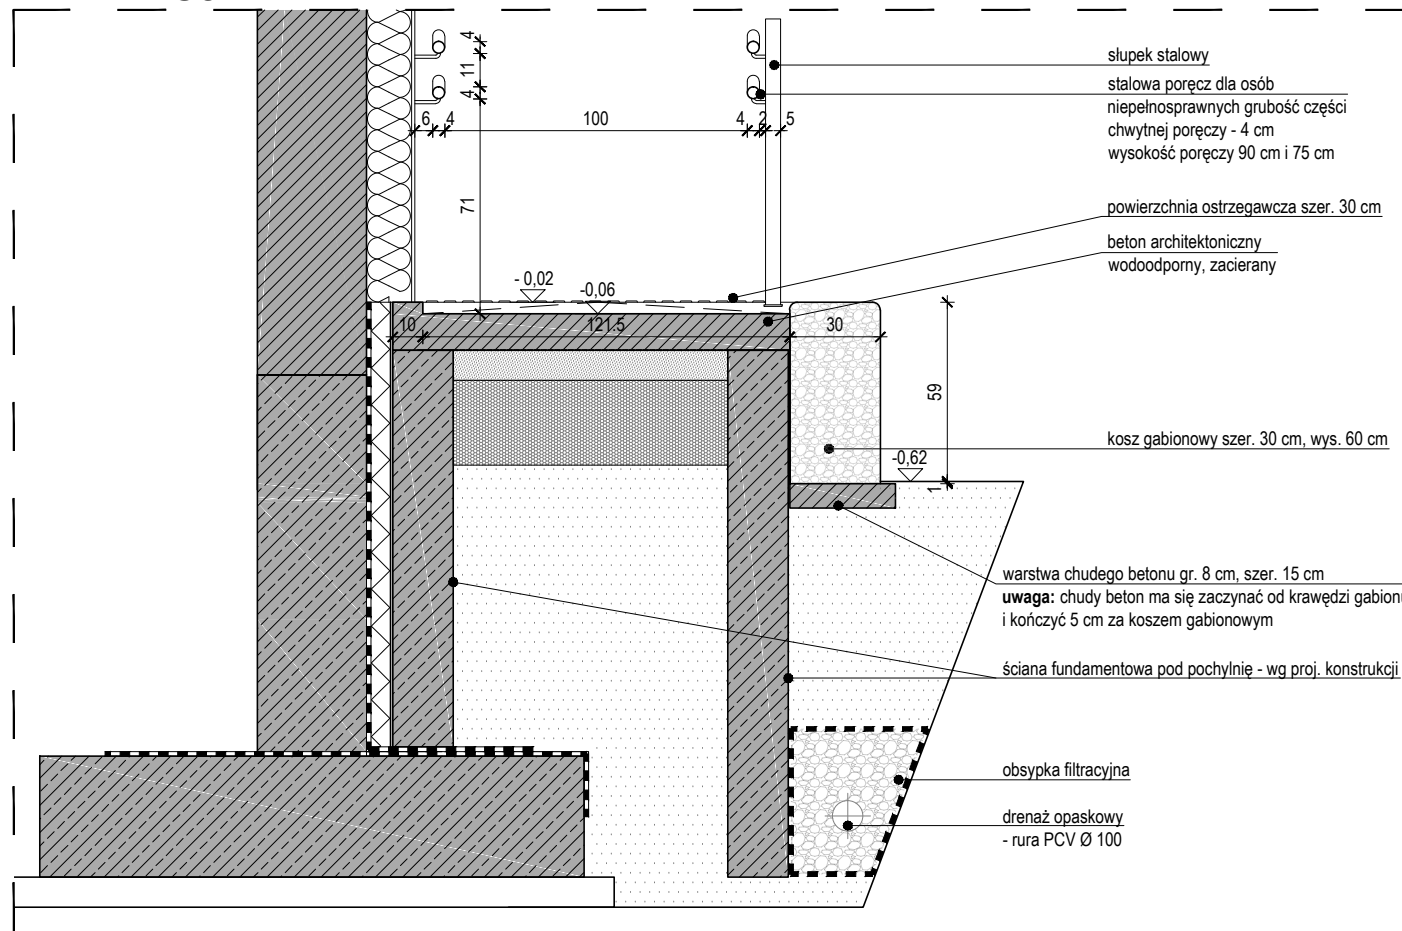 słupek stalowy
stalowa poręcz dla osób
niepełnosprawnych grubość części
chwytnej poręczy - 4 cm
wysokość poręczy 90 cm i 75 cm
4
11
4
6
4
100
4
2
5
71
powierzchnia ostrzegawcza szer. 30 cm
beton architektoniczny
wodoodporny, zacierany
- 0,02
-0,06
10
121.5
30
59
kosz gabionowy szer. 30 cm, wys. 60 cm
-0,62
1
warstwa chudego betonu gr. 8 cm, szer. 15 cm
uwaga: chudy beton ma się zaczynać od krawędzi gabionu
i kończyć 5 cm za koszem gabionowym
ściana fundamentowa pod pochylnię - wg proj. konstrukcji
obsypka filtracyjna
drenaż opaskowy
- rura PCV Ø 100